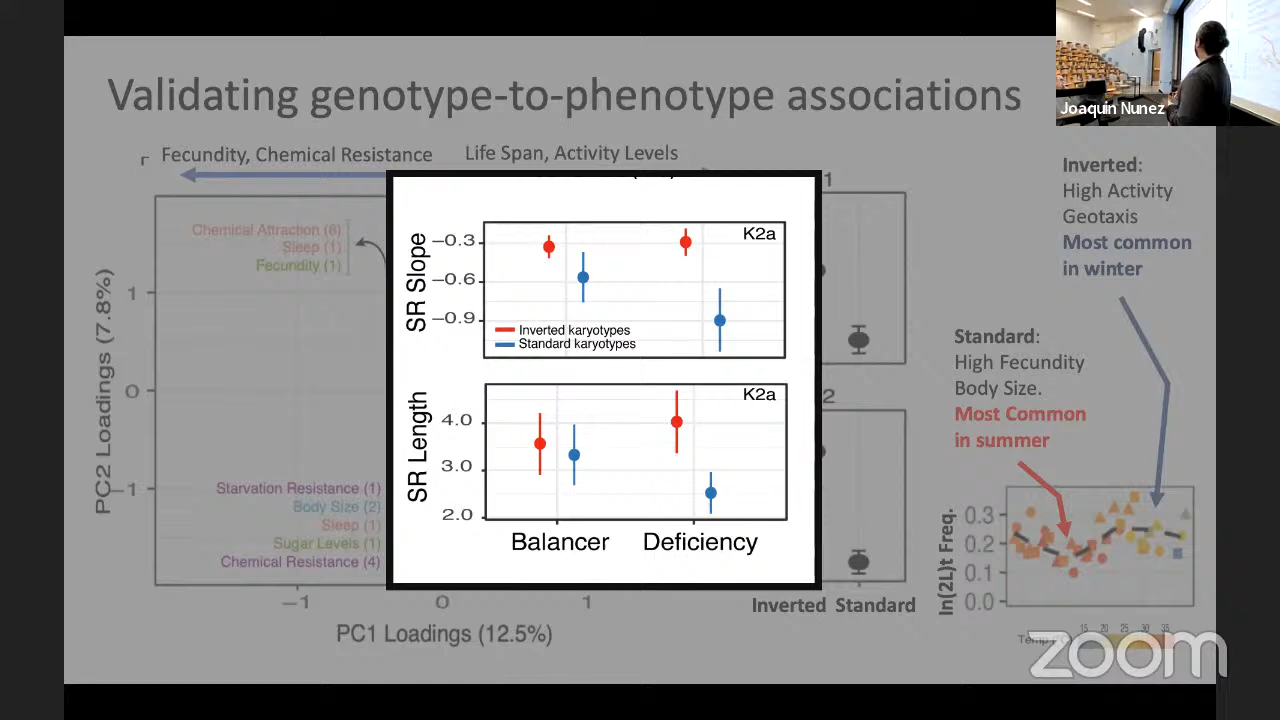 Validating genotype-to-phenotype associations
Joaquin Nunez
Fecundity, Chemical Resistance
Life Span, Activity Levels
Inverted:
High Activity
Geotaxis
Most common
in winter
Chemical Attraction (6)
Sleep (1)
Fecundity (1)
PC2 Loadings (7.8%)
1
0
−1
Starvation Resistance (1)
Body Size (2)
Sleep (1)
Sugar Levels (1)
Chemical Resistance (4)
−1
0
1
PC1 Loadings (12.5%)
SR Slope
−0.3
−0.6
−0.9
K2a
Inverted karyotypes
Standard karyotypes
SR Length
4.0
3.0
2.0
K2a
Balancer
Deficiency
1
2
Inverted Standard
Standard:
High Fecundity
Body Size.
Most Common
in summer
In(2L)t Freq.
0.3
0.2
0.1
0.0
15 20 25 30 35
zoom